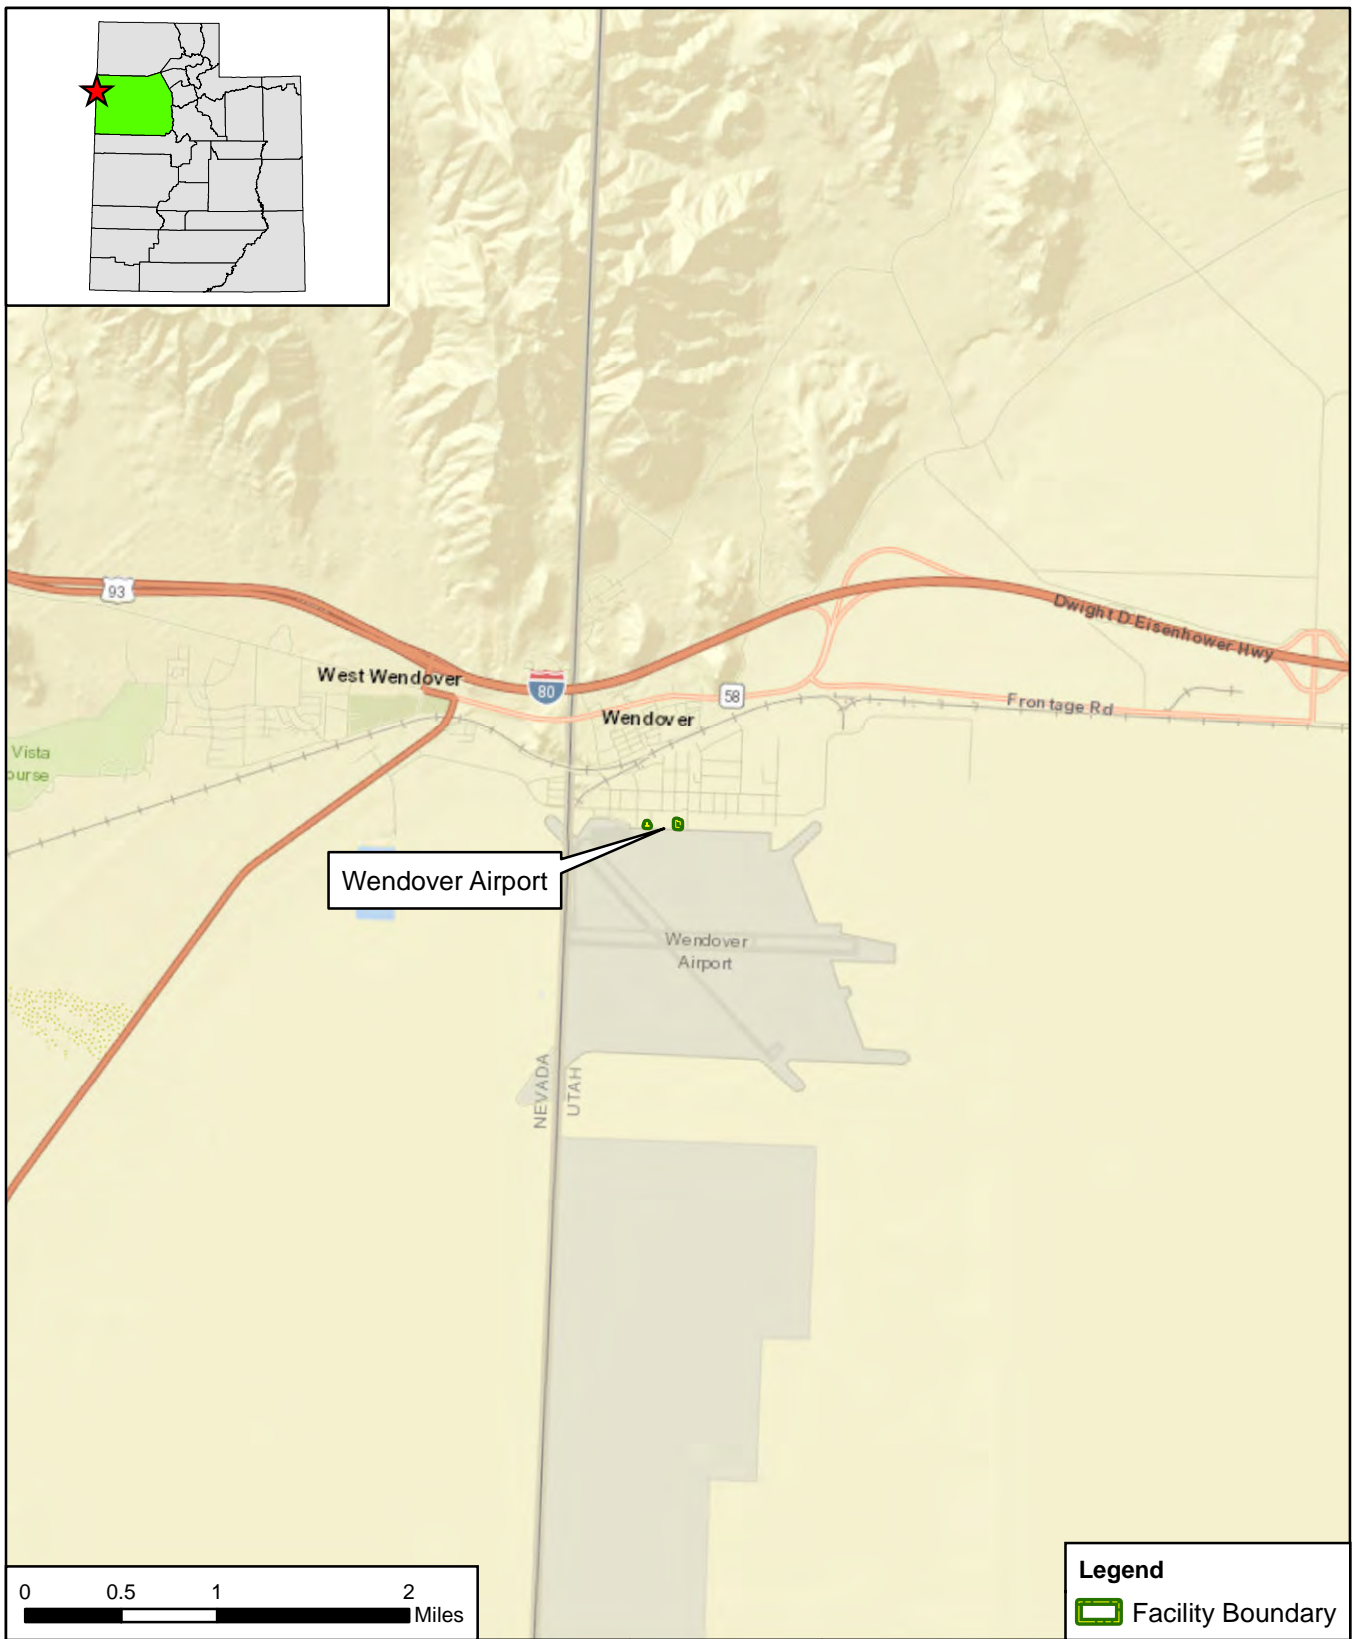 93
Dwight D Eisenhower Hwy
West Wendover
80
58
Frontage Rd
Wendover
Vista
ourse
Wendover Airport
Wendover
Airport
NEVADA
UTAH
0 0.5 1 2
Miles
Legend
Facility Boundary